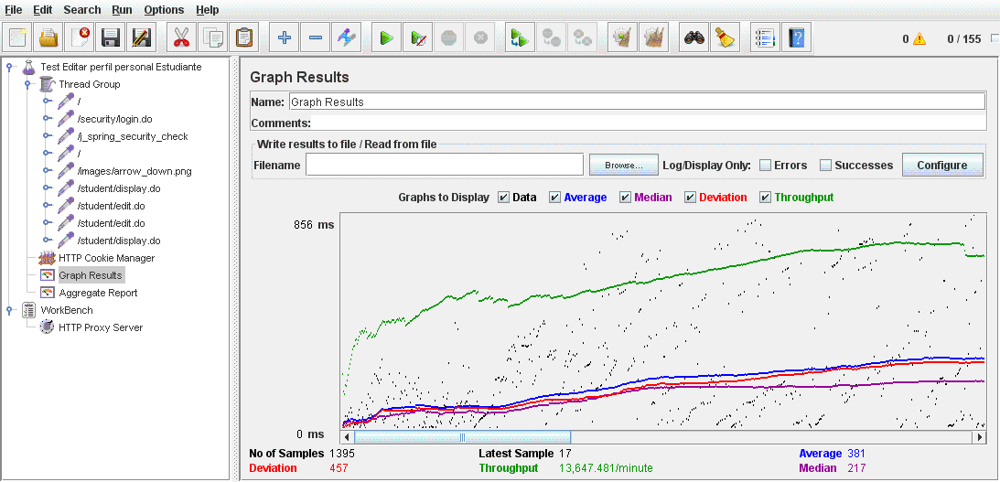 File Edit Search Run Options Help
0 0 / 155
Test Editar perfil personal Estudiante
Thread Group
/
/security/login.do
/j_spring_security_check
/
/images/arrow_down.png
/student/display.do
/student/edit.do
/student/edit.do
/student/display.do
HTTP Cookie Manager
Graph Results
Aggregate Report
WorkBench
HTTP Proxy Server
Graph Results
Name: Graph Results
Comments:
Write results to file / Read from file
Filename Browse... Log/Display Only: Errors Successes Configure
Graphs to Display Data Average Median Deviation Throughput
856 ms
0 ms
No of Samples 1395 Latest Sample 17 Average 381
Deviation 457 Throughput 13,647.481/minute Median 217